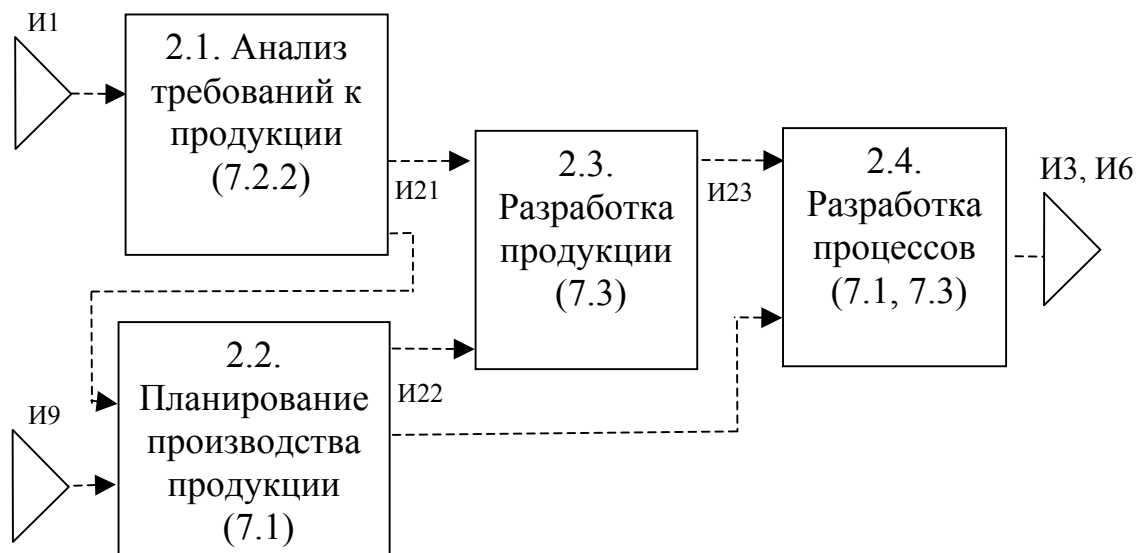 И1
2.1. Анализ
требований к
продукции
(7.2.2)
И21
2.3.
Разработка
продукции
(7.3)
И23
2.4.
Разработка
процессов
(7.1, 7.3)
И3, И6
И9
2.2.
Планирование
производства
продукции
(7.1)
И22